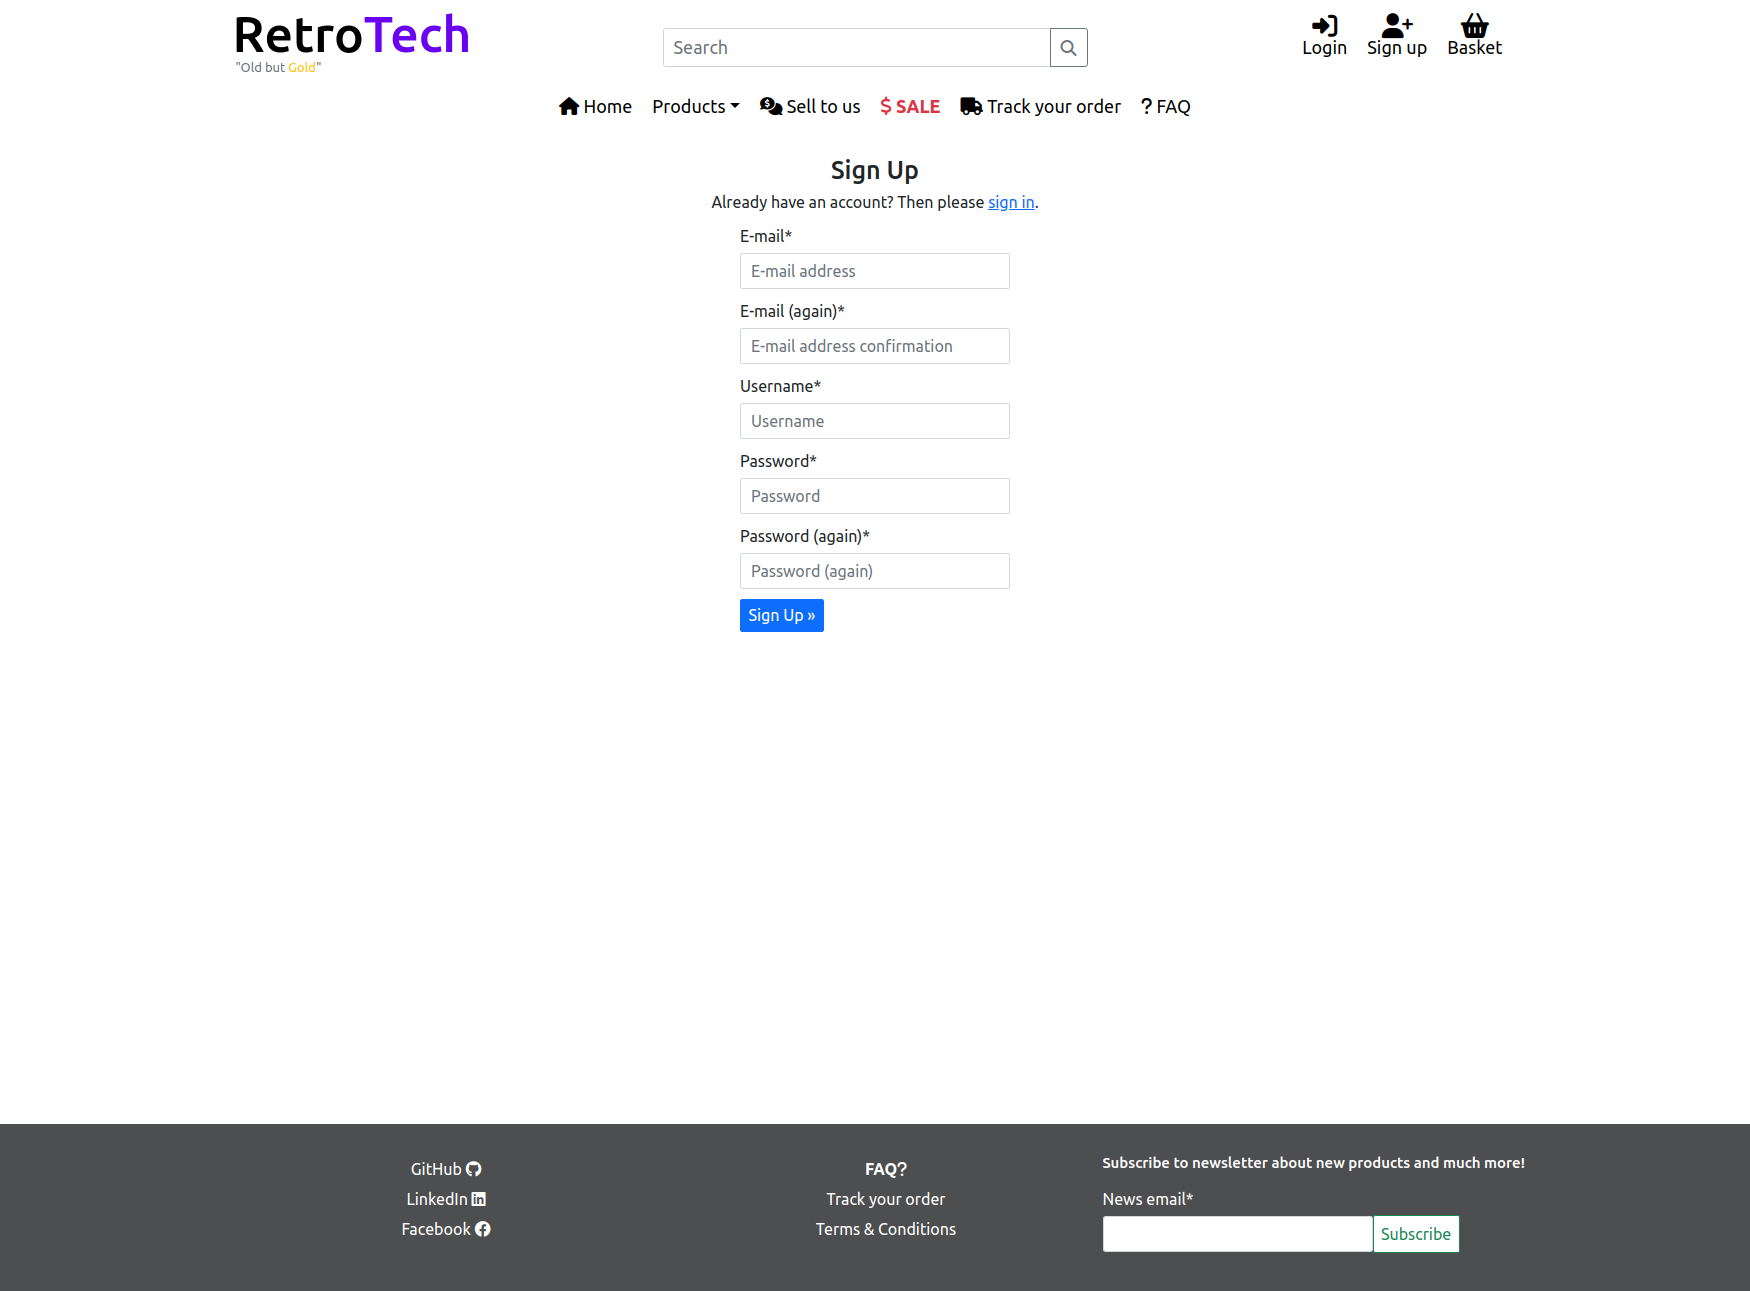 RetroTech
"Old but Gold"
Search
Login
Sign up
Basket
Home
Products
Sell to us
$ SALE
Track your order
? FAQ
Sign Up
Already have an account? Then please sign in.
E-mail*
E-mail address
E-mail (again)*
E-mail address confirmation
Username*
Username
Password*
Password
Password (again)*
Password (again)
Sign Up »
GitHub
LinkedIn
Facebook
FAQ?
Track your order
Terms & Conditions
Subscribe to newsletter about new products and much more!
News email*
Subscribe